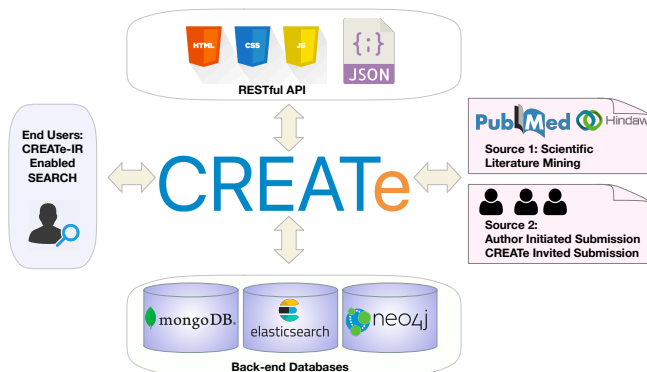 HTML
CSS
JS
{;}
JSON
RESTful API
End Users:
CREATe-IR
Enabled
SEARCH
CREATe
PubMed
Hindawi
Source 1: Scientific
Literature Mining
Source 2:
Author Initiated Submission
CREATe Invited Submission
mongoDB.
elasticsearch
neo4j
Back-end Databases